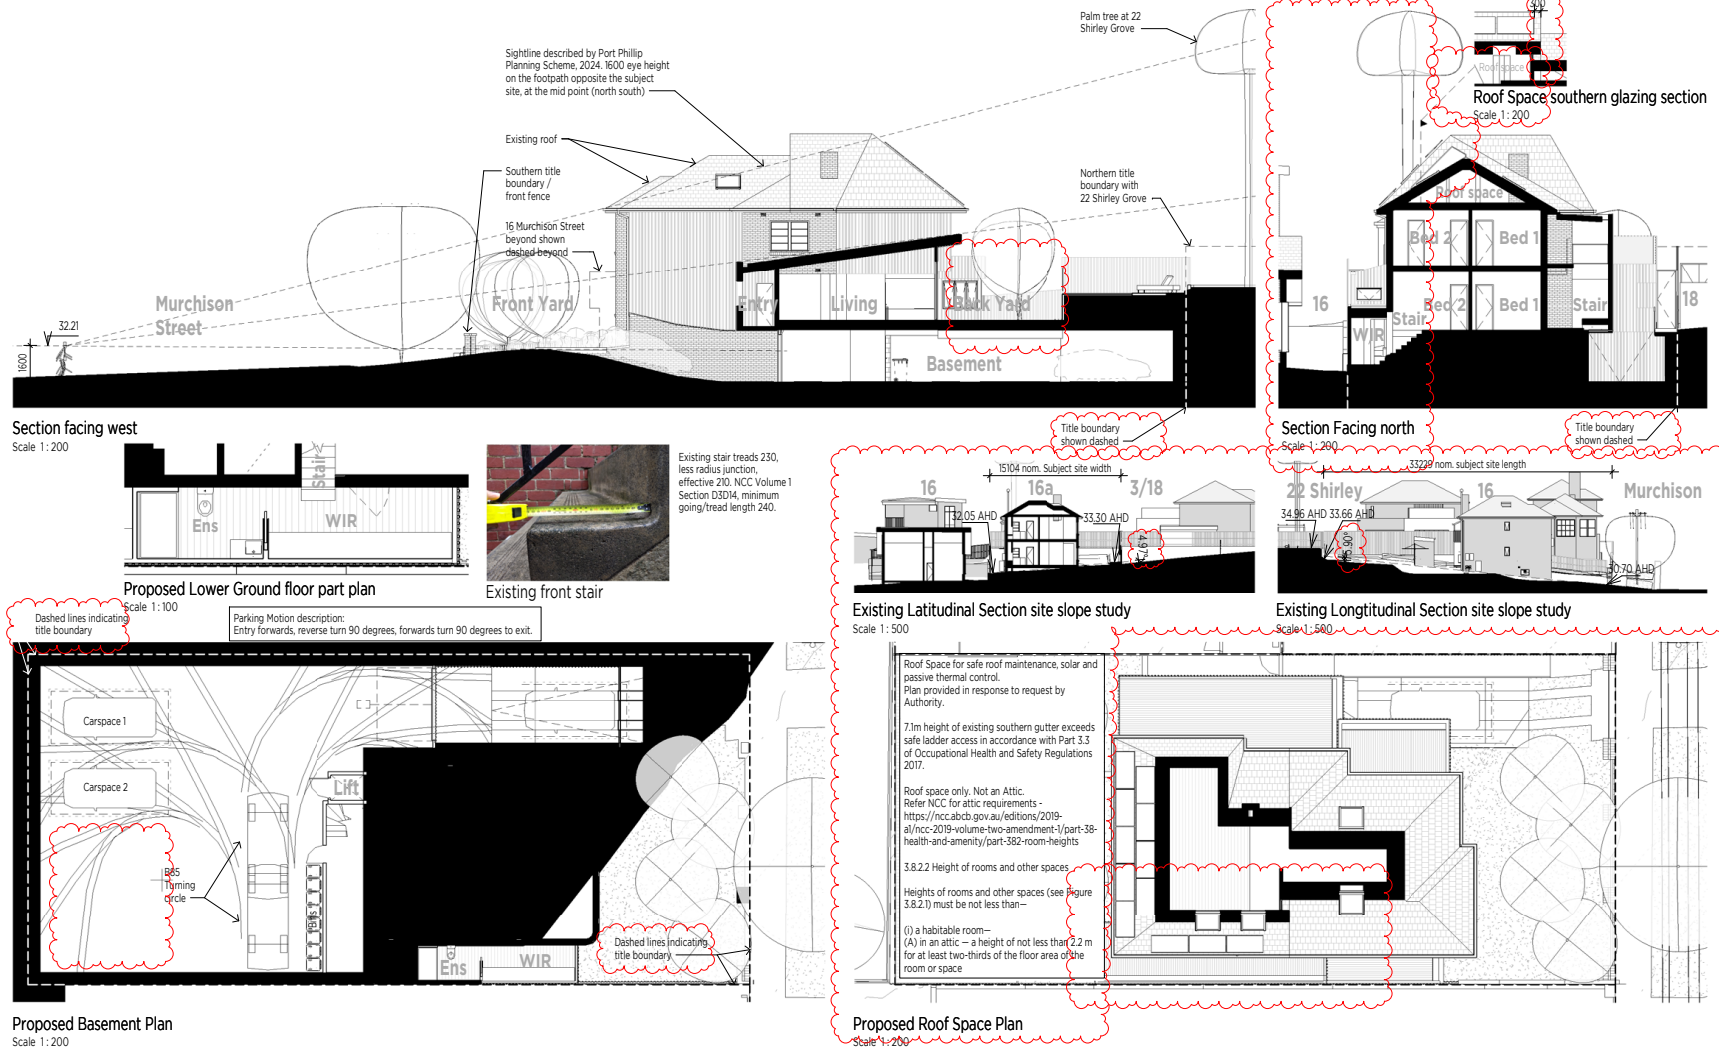 Palm tree at 22
Shirley Grove
Sightline described by Port Phillip
Planning Scheme, 2024. 1600 eye height
on the footpath opposite the subject
site, at the mid point (north south)
Existing roof
Southern title
boundary /
front fence
16 Murchison Street
beyond shown
dashed beyond
Northern title
boundary with
22 Shirley Grove
Murchison
Street
Front Yard
Entry
Living
Back Yard
Basement
32.21
1600
Section facing west
Scale 1 : 200
Title boundary
shown dashed
300
Roof space
Roof Space southern glazing section
Scale 1 : 200
Roof space
Bed 2
Bed 1
16
Bed 2
Bed 1
Stair
18
WIR
Stair
Section Facing north
Scale 1 : 200
Title boundary
shown dashed
Stair
Ens
WIR
Proposed Lower Ground floor part plan
Scale 1 : 100
Existing front stair
Existing stair treads 230,
less radius junction,
effective 210. NCC Volume 1
Section D3D14, minimum
going/tread length 240.
15104 nom. Subject site width
16
16a
3/18
32.05 AHD
33.30 AHD
4.97°
Existing Latitudinal Section site slope study
Scale 1 : 500
33229 nom. subject site length
22 Shirley
16
Murchison
34.96 AHD
33.66 AHD
30.70 AHD
Existing Longtitudinal Section site slope study
Scale 1 : 500
Dashed lines indicating
title boundary
Parking Motion description:
Entry forwards, reverse turn 90 degrees, forwards turn 90 degrees to exit.
Carspace 1
Carspace 2
Lift
B85
Turning
circle
Bins
Ens
WIR
Dashed lines indicating
title boundary
Proposed Basement Plan
Scale 1 : 200
Roof Space for safe roof maintenance, solar and
passive thermal control.
Plan provided in response to request by
Authority.
7.1m height of existing southern gutter exceeds
safe ladder access in accordance with Part 3.3
of Occupational Health and Safety Regulations
2017.
Roof space only. Not an Attic.
Refer NCC for attic requirements -
https://ncc.abcb.gov.au/editions/2019-
a1/ncc-2019-volume-two-amendment-1/part-38-
health-and-amenity/part-382-room-heights
3.8.2.2 Height of rooms and other spaces
Heights of rooms and other spaces (see Figure
3.8.2.1) must be not less than—
(i) a habitable room—
(A) in an attic — a height of not less than 2.2 m
for at least two-thirds of the floor area of the
room or space
Proposed Roof Space Plan
Scale 1 : 200